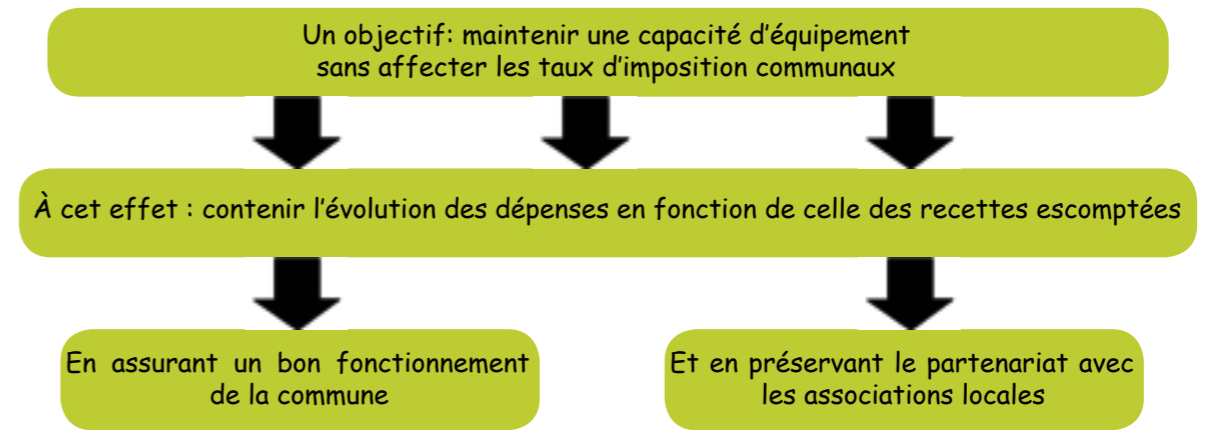 Un objectif: maintenir une capacité d'équipement
sans affecter les taux d'imposition communaux
À cet effet : contenir l'évolution des dépenses en fonction de celle des recettes escomptées
En assurant un bon fonctionnement
de la commune
Et en préservant le partenariat avec
les associations locales